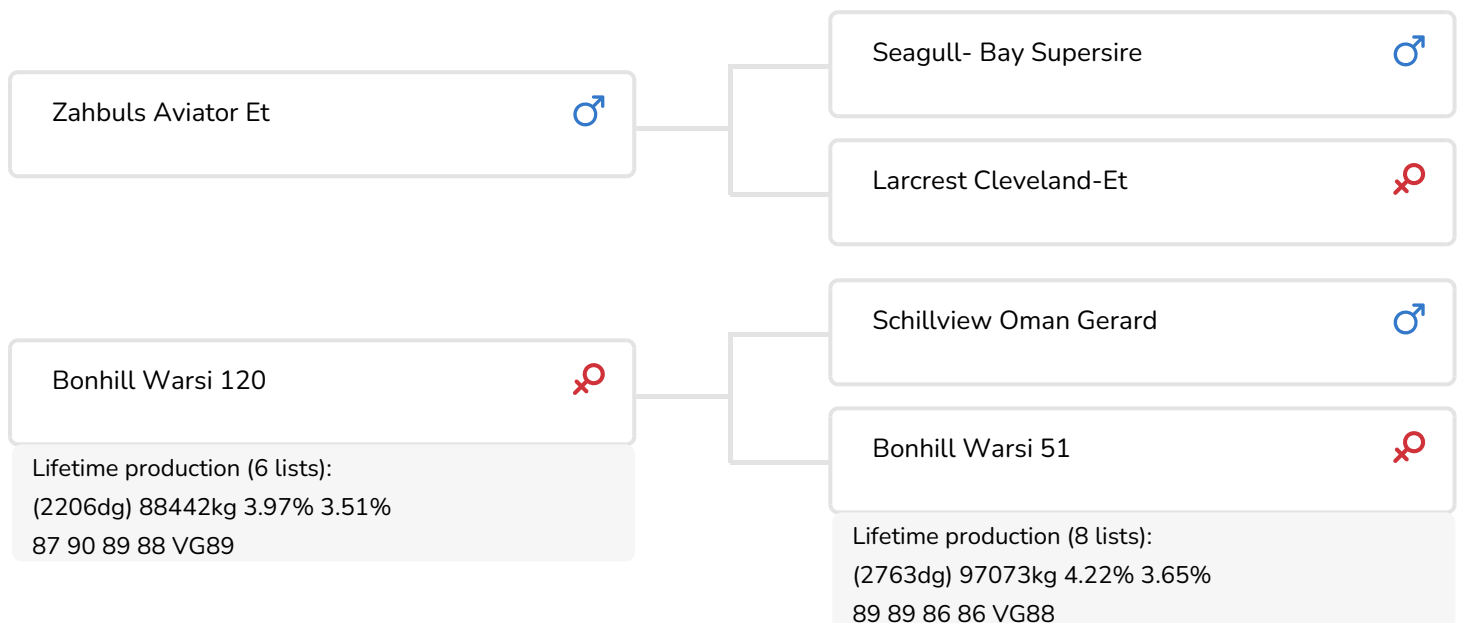 Seagull- Bay Supersire
Zahbuls Aviator Et
Larcrest Cleveland-Et
Schillview Oman Gerard
Bonhill Warsi 120
Lifetime production (6 lists):
(2206dg) 88442kg 3.97% 3.51%
87 90 89 88 VG89
Bonhill Warsi 51
Lifetime production (8 lists):
(2763dg) 97073kg 4.22% 3.65%
89 89 86 86 VG88